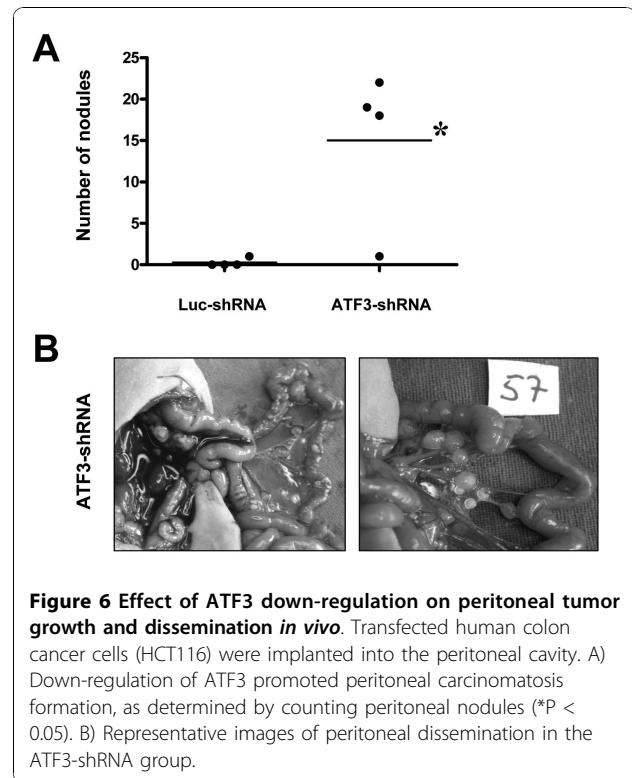 A
Number of nodules
25
20
15
10
5
0
*
Luc-shRNA
ATF3-shRNA
B
ATF3-shRNA
57
Figure 6 Effect of ATF3 down-regulation on peritoneal tumor
growth and dissemination in vivo. Transfected human colon
cancer cells (HCT116) were implanted into the peritoneal cavity. A)
Down-regulation of ATF3 promoted peritoneal carcinomatosis
formation, as determined by counting peritoneal nodules (*P <
0.05). B) Representative images of peritoneal dissemination in the
ATF3-shRNA group.